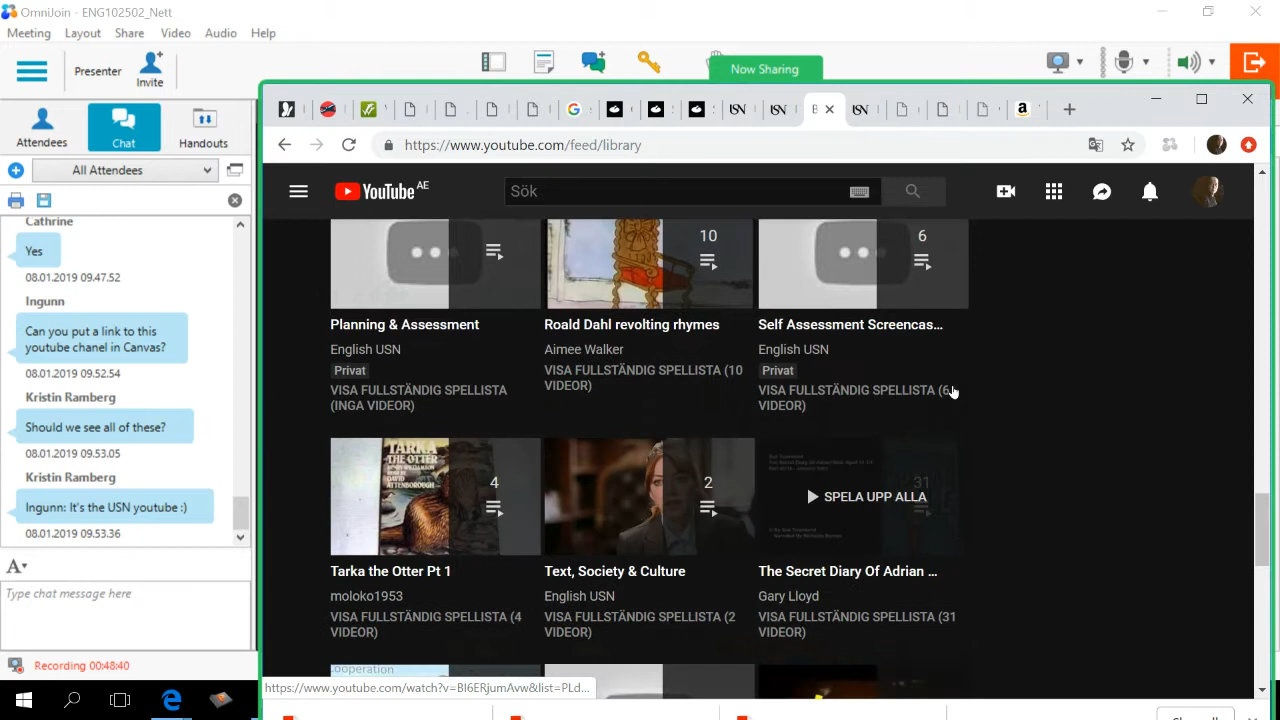 OmniJoin - ENG102502_Nett
Meeting Layout Share Video Audio Help
Presenter
Invite
Now Sharing
Attendees
Chat
Handouts
All Attendees
Cathrine
Yes
08.01.2019 09.47.52
Ingunn
Can you put a link to this
youtube chanel in Canvas?
08.01.2019 09.52.54
Kristin Ramberg
Should we see all of these?
08.01.2019 09.53.05
Kristin Ramberg
Ingunn: It's the USN youtube :)
08.01.2019 09.53.36
A
Type chat message here
Recording 00:48:40
USN USN USN
https://www.youtube.com/feed/library
YouTube AE
Sök
10
6
Planning & Assessment
English USN
Privat
VISA FULLSTÄNDIG SPELLISTA
(INGA VIDEOR)
Roald Dahl revolting rhymes
Aimee Walker
VISA FULLSTÄNDIG SPELLISTA (10
VIDEOR)
Self Assessment Screencas...
English USN
Privat
VISA FULLSTÄNDIG SPELLISTA (6
VIDEOR)
TARKA
THE OTTER
4
2
31
SPELA UPP ALLA
Tarka the Otter Pt 1
moloko1953
VISA FULLSTÄNDIG SPELLISTA (4
VIDEOR)
Text, Society & Culture
English USN
VISA FULLSTÄNDIG SPELLISTA (2
VIDEOR)
The Secret Diary Of Adrian ...
Gary Lloyd
VISA FULLSTÄNDIG SPELLISTA (31
VIDEOR)
cooperation
https://www.youtube.com/watch?v=BI6ERjumAvw&list=PLd...